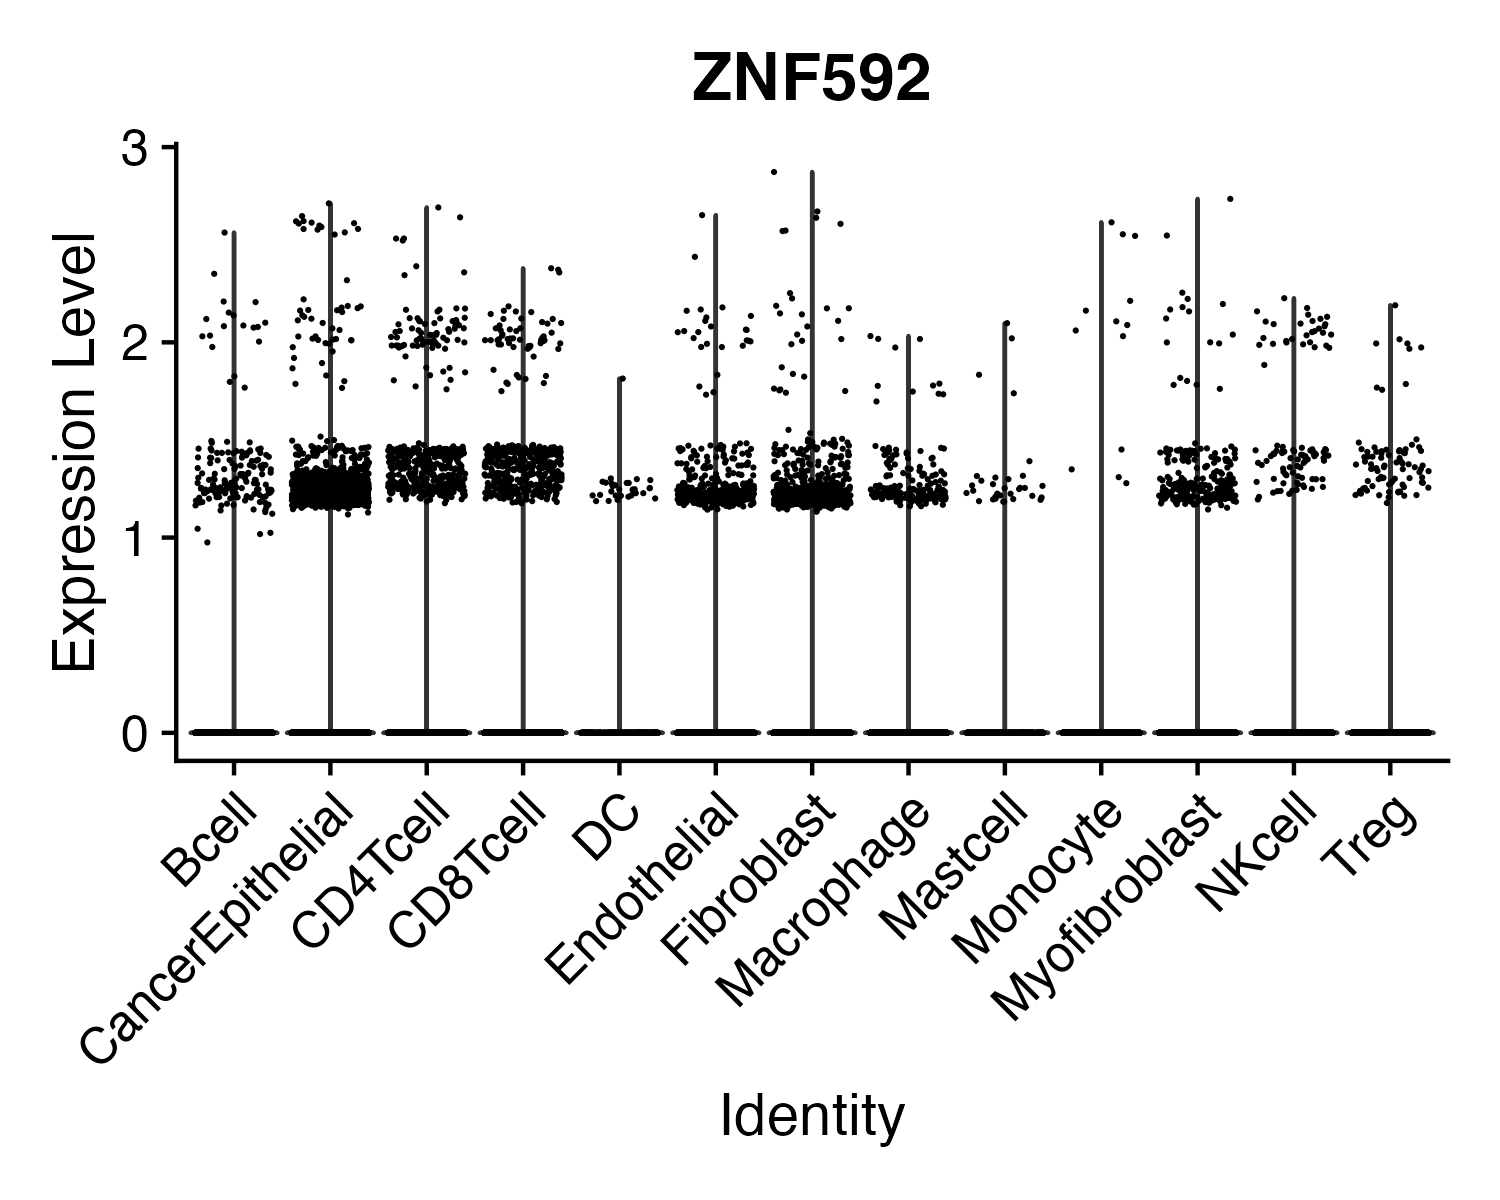 ZNF592
Expression Level
3
2
1
0
Bcell
CancerEpithelial
CD4Tcell
CD8Tcell
DC
Endothelial
Fibroblast
Macrophage
Mastcell
Monocyte
Myofibroblast
NKcell
Treg
Identity